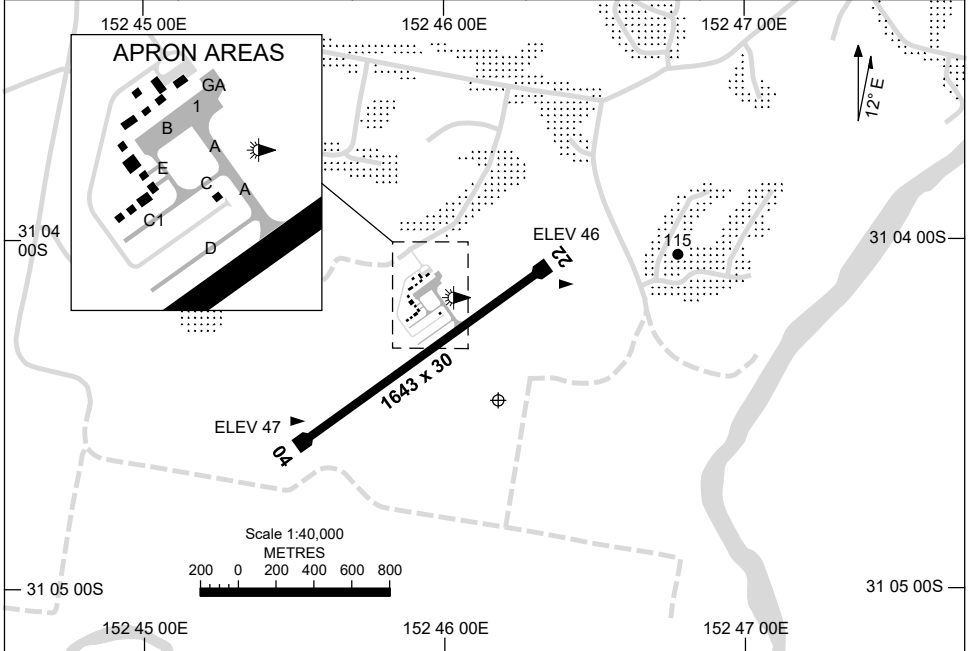 152 45 00E
152 46 00E
152 47 00E
APRON AREAS
GA
1
B
A
E
C
A
C1
D
12° E
31 04
00S
ELEV 46
22
115
31 04 00S
1643 x 30
ELEV 47
04
Scale 1:40,000
METRES
200 0 200 400 600 800
31 05 00S
31 05 00S
152 45 00E
152 46 00E
152 47 00E